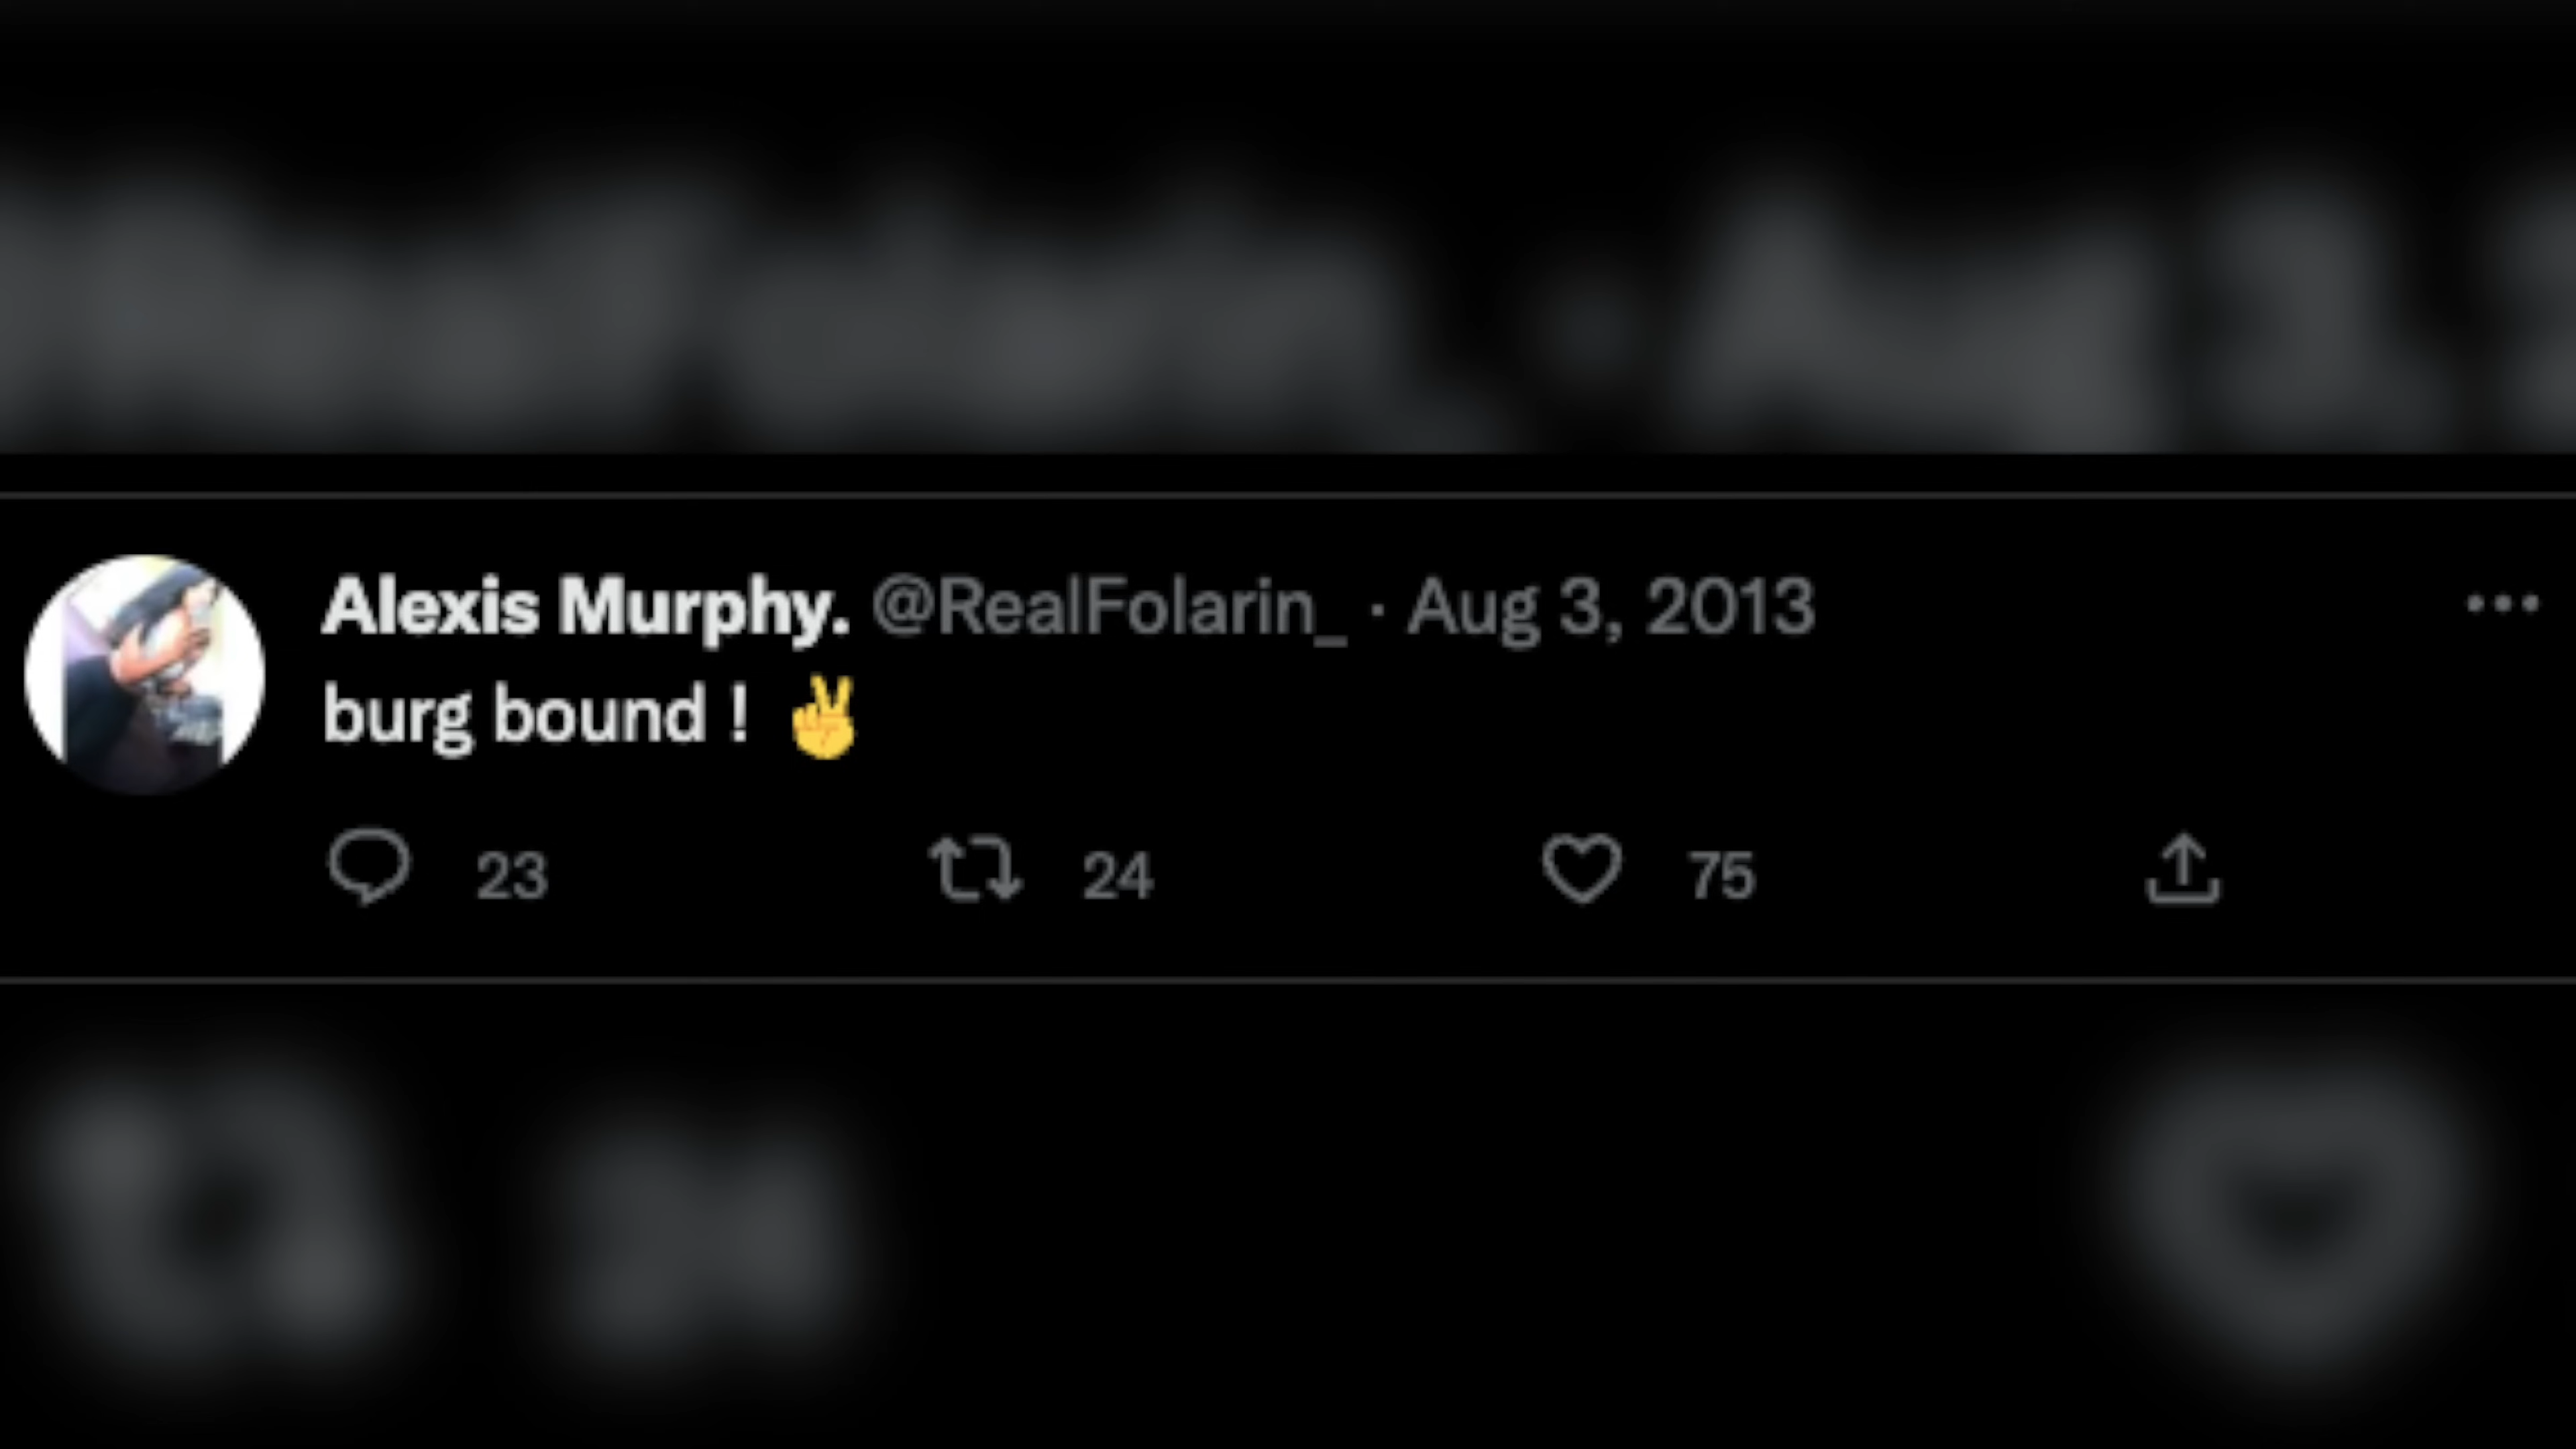 Alexis Murphy. @RealFolarin_ · Aug 3, 2013
burg bound ! ✌️
23 24 75